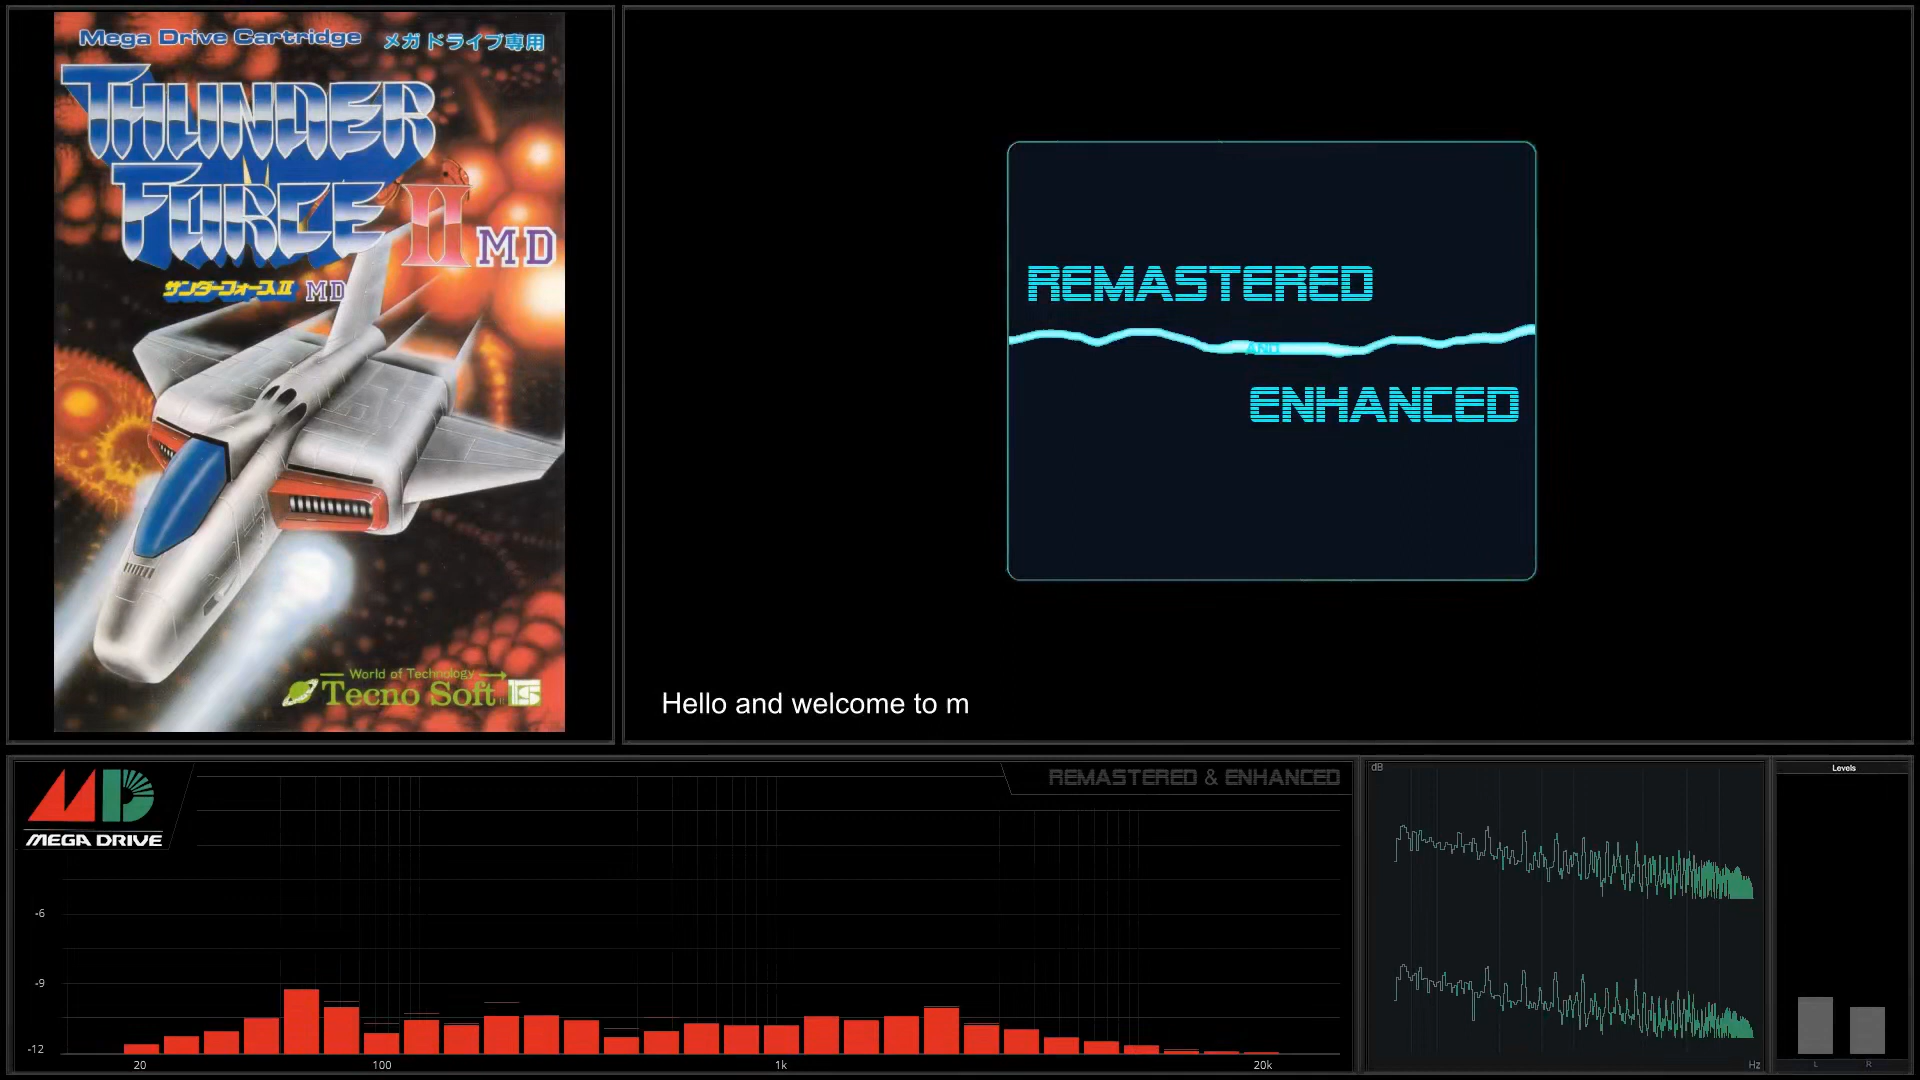 Mega Drive Cartridge メガドライブ専用
THUNDER
FORCE II MD
サンダーフォースII MD
World of Technology
Tecno Soft
REMASTERED
AND
ENHANCED
Hello and welcome to m
MEGA DRIVE
REMASTERED & ENHANCED
-6
-9
-12
20 100 1k 20k
dB
Hz
Levels
L R